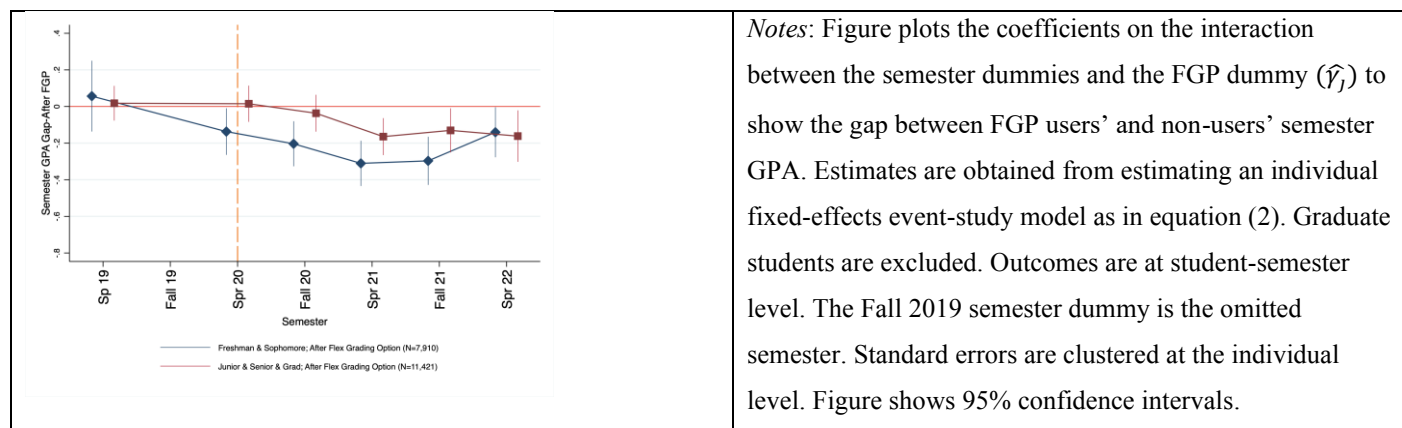 .4
.2
0
-.2
-.4
-.6
-.8
Semester GPA Gap-After FGP
Sp 19
Fall 19
Spr 20
Fall 20
Spr 21
Fall 21
Spr 22
Semester
Freshman & Sophomore; After Flex Grading Option (N=7,910)
Junior & Senior & Grad; After Flex Grading Option (N=11,421)
Notes: Figure plots the coefficients on the interaction
between the semester dummies and the FGP dummy (γ̂ⱼ) to
show the gap between FGP users’ and non-users’ semester
GPA. Estimates are obtained from estimating an individual
fixed-effects event-study model as in equation (2). Graduate
students are excluded. Outcomes are at student-semester
level. The Fall 2019 semester dummy is the omitted
semester. Standard errors are clustered at the individual
level. Figure shows 95% confidence intervals.